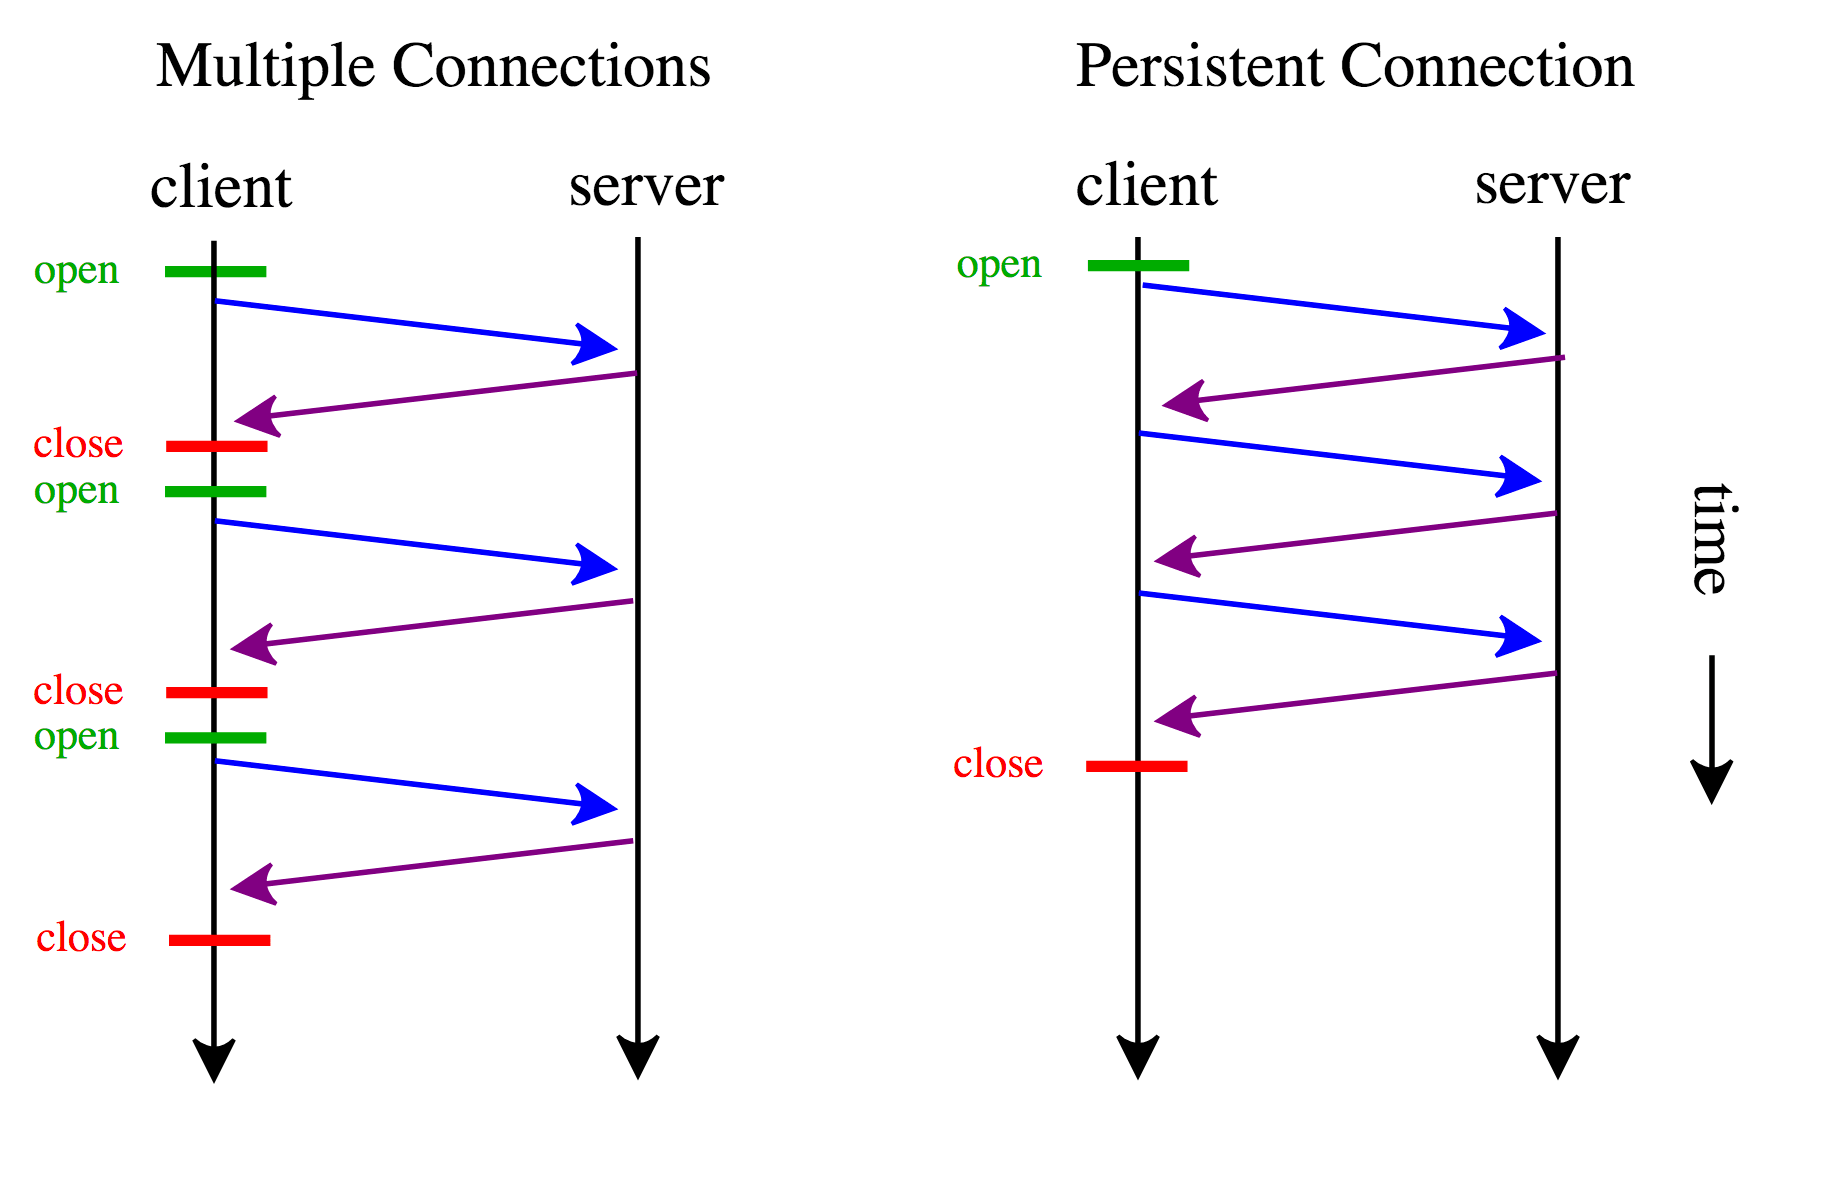 Multiple Connections
client
server
open
close
open
close
open
close
Persistent Connection
client
server
open
close
time